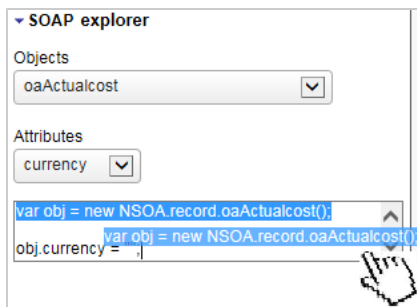 SOAP explorer
Objects
oaActualcost
Attributes
currency
var obj = new NSOA.record.oaActualcost();
var obj = new NSOA.record.oaActualcost();
obj.currency = ;